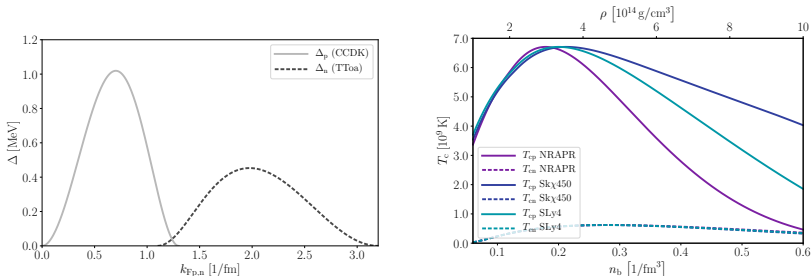 1.2
1.0
0.8
0.6
0.4
0.2
0.0
Δ [MeV]
Δp (CCDK)
Δn (TToa)
0.0 0.5 1.0 1.5 2.0 2.5 3.0
kFp,n [1/fm]
ρ [10¹⁴ g/cm³]
2 4 6 8 10
7.0
6.0
5.0
4.0
3.0
2.0
1.0
0.0
Tc [10⁹ K]
Tcp NRAPR
Tcn NRAPR
Tcp Skχ450
Tcn Skχ450
Tcp SLy4
Tcn SLy4
0.1 0.2 0.3 0.4 0.5 0.6
nb [1/fm³]